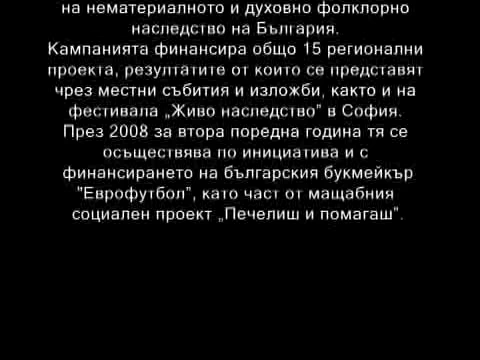 на нематериалното и духовно фолклорно
наследство на България.
Кампанията финансира общо 15 регионални
проекта, резултатите от които се представят
чрез местни събития и изложби, както и на
фестивала „Живо наследство” в София.
През 2008 за втора поредна година тя се
осъществява по инициатива и с
финансирането на българския букмейкър
"Еврофутбол”, като част от мащабния
социален проект „Печелиш и помагаш”.